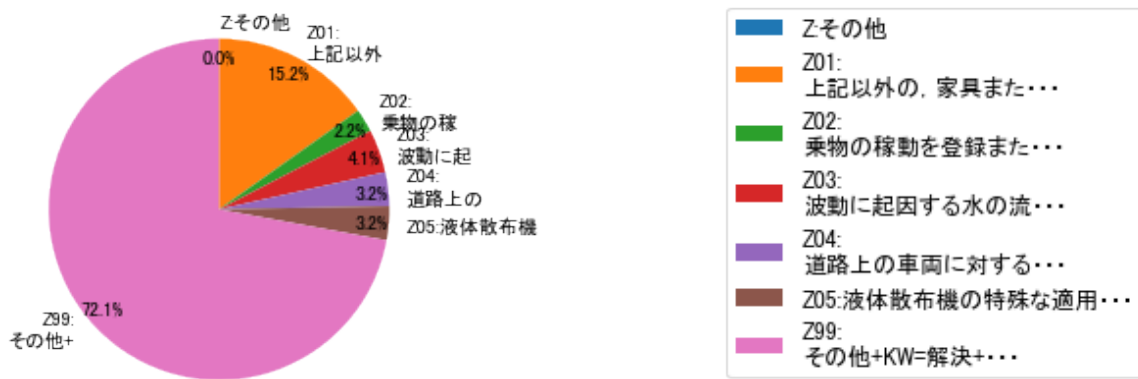 Z:その他
0.0%
Z01:
上記以外
15.2%
Z02:
乗物の稼
2.2%
Z03:
波動に起
4.1%
Z04:
道路上の
3.2%
Z05:液体散布機
3.2%
Z99:
その他+
72.1%
Z:その他
Z01:
上記以外の，家具また・・・
Z02:
乗物の稼動を登録また・・・
Z03:
波動に起因する水の流・・・
Z04:
道路上の車両に対する・・・
Z05:液体散布機の特殊な適用・・・
Z99:
その他+KW=解決+・・・